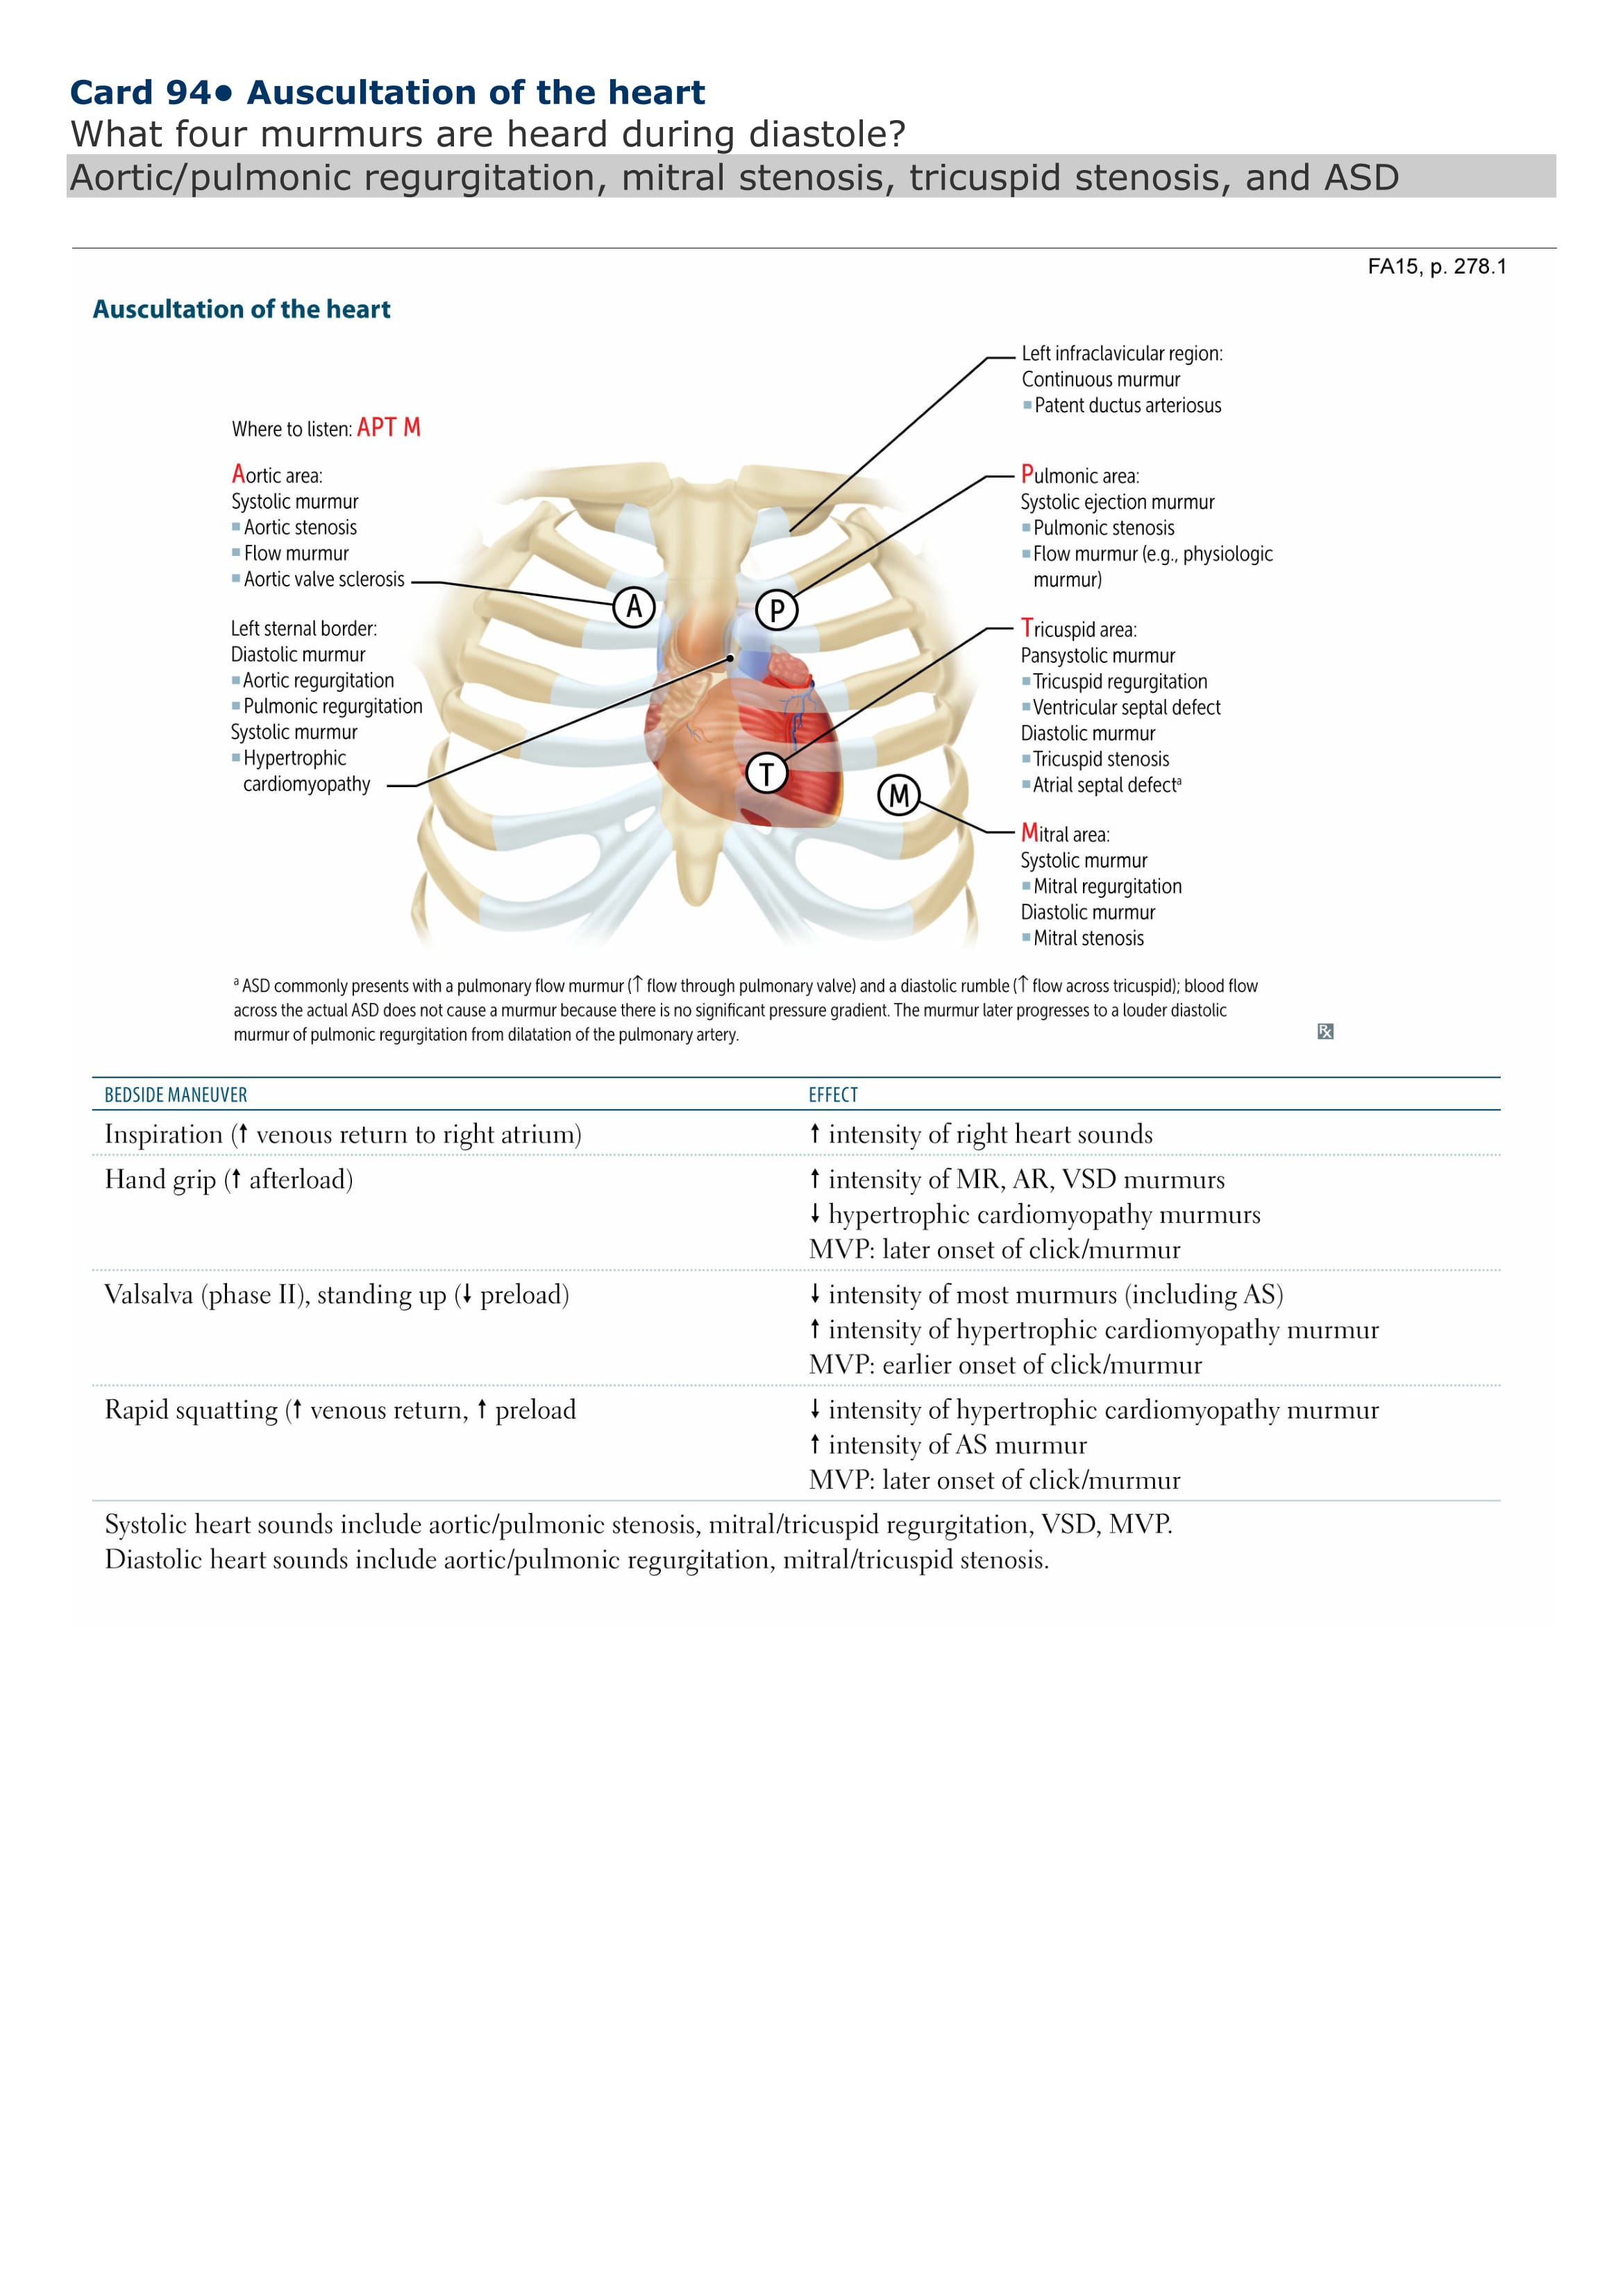 Card 94• Auscultation of the heart
What four murmurs are heard during diastole?
Aortic/pulmonic regurgitation, mitral stenosis, tricuspid stenosis, and ASD
FA15, p. 278.1
Auscultation of the heart
Where to listen: APT M
Aortic area:
Systolic murmur
▪ Aortic stenosis
▪ Flow murmur
▪ Aortic valve sclerosis
Left sternal border:
Diastolic murmur
▪ Aortic regurgitation
▪ Pulmonic regurgitation
Systolic murmur
▪ Hypertrophic
cardiomyopathy
A
P
T
M
Left infraclavicular region:
Continuous murmur
▪ Patent ductus arteriosus
Pulmonic area:
Systolic ejection murmur
▪ Pulmonic stenosis
▪ Flow murmur (e.g., physiologic
murmur)
Tricuspid area:
Pansystolic murmur
▪ Tricuspid regurgitation
▪ Ventricular septal defect
Diastolic murmur
▪ Tricuspid stenosis
▪ Atrial septal defectᵃ
Mitral area:
Systolic murmur
▪ Mitral regurgitation
Diastolic murmur
▪ Mitral stenosis
ᵃ ASD commonly presents with a pulmonary flow murmur (↑ flow through pulmonary valve) and a diastolic rumble (↑ flow across tricuspid); blood flow
across the actual ASD does not cause a murmur because there is no significant pressure gradient. The murmur later progresses to a louder diastolic
murmur of pulmonic regurgitation from dilatation of the pulmonary artery.
Rx
BEDSIDE MANEUVER EFFECT
Inspiration (↑ venous return to right atrium) ↑ intensity of right heart sounds
Hand grip (↑ afterload) ↑ intensity of MR, AR, VSD murmurs
↓ hypertrophic cardiomyopathy murmurs
MVP: later onset of click/murmur
Valsalva (phase II), standing up (↓ preload) ↓ intensity of most murmurs (including AS)
↑ intensity of hypertrophic cardiomyopathy murmur
MVP: earlier onset of click/murmur
Rapid squatting (↑ venous return, ↑ preload ↓ intensity of hypertrophic cardiomyopathy murmur
↑ intensity of AS murmur
MVP: later onset of click/murmur
Systolic heart sounds include aortic/pulmonic stenosis, mitral/tricuspid regurgitation, VSD, MVP.
Diastolic heart sounds include aortic/pulmonic regurgitation, mitral/tricuspid stenosis.